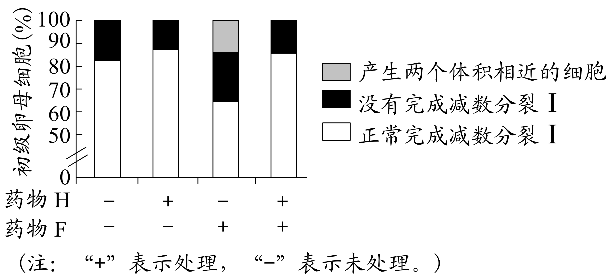 初级卵母细胞(%)
100
90
80
70
60
50
0
产生两个体积相近的细胞
没有完成减数分裂Ⅰ
正常完成减数分裂Ⅰ
药物H - + - +
药物F - - + +
(注: “+”表示处理, “-”表示未处理。)